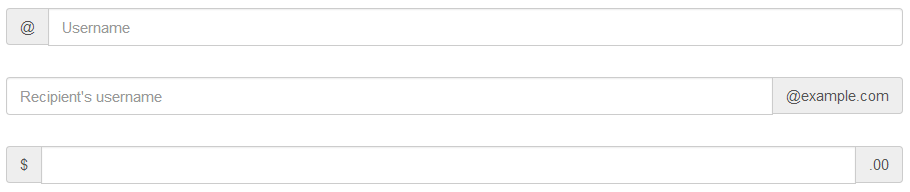 @ Username
Recipient's username @example.com
$ .00